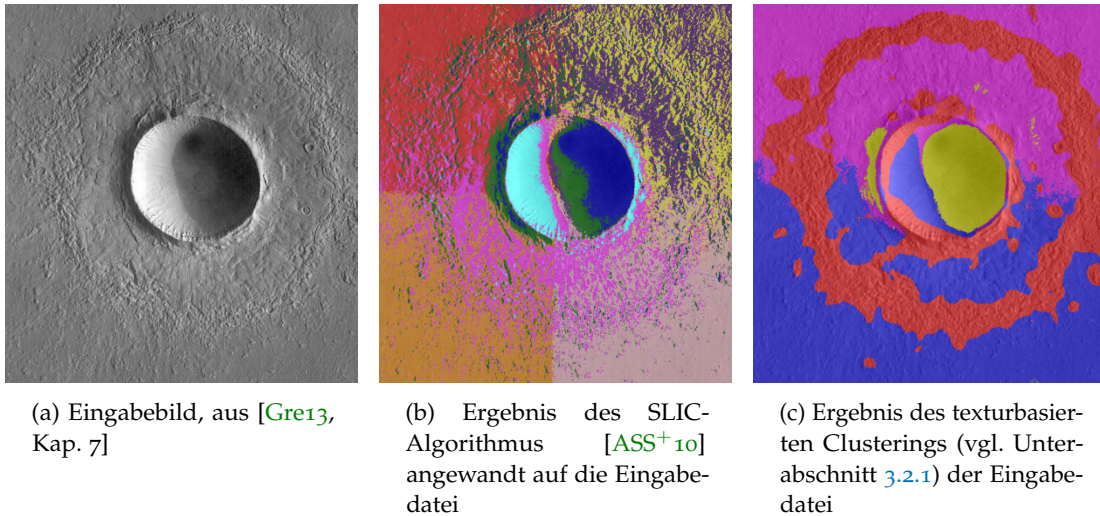 (a) Eingabebild, aus [Gre13,
Kap. 7]
(b) Ergebnis des SLIC-
Algorithmus [ASS+10]
angewandt auf die Eingabe-
datei
(c) Ergebnis des texturbasier-
ten Clusterings (vgl. Unter-
abschnitt 3.2.1) der Eingabe-
datei